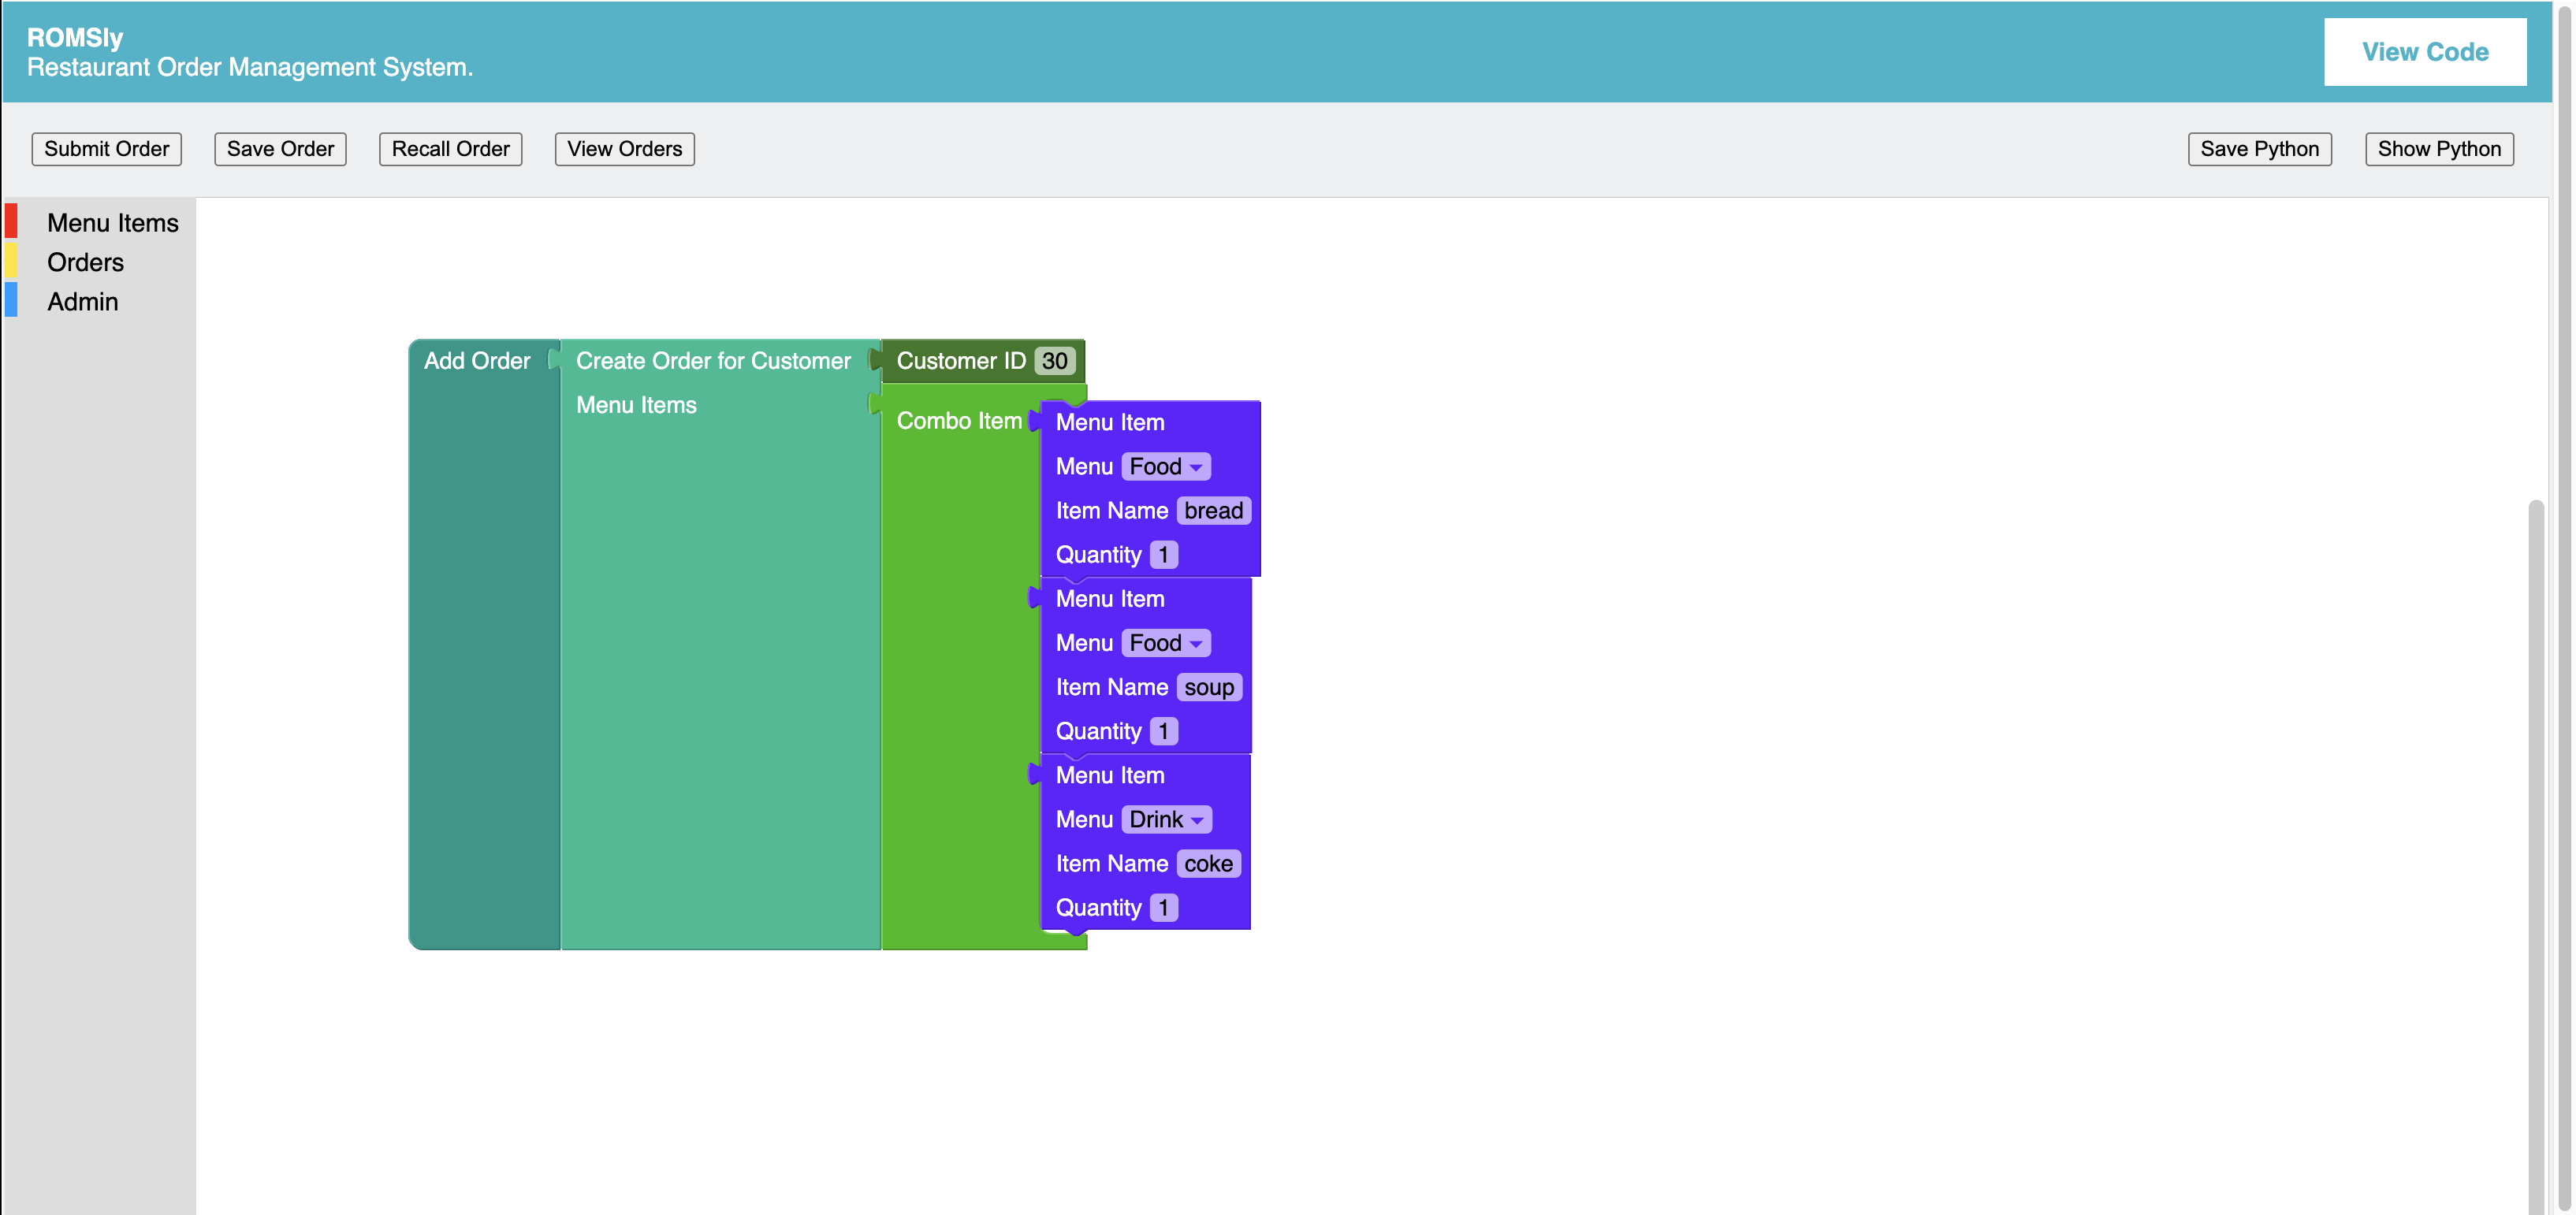 ROMSly
Restaurant Order Management System.
View Code
Submit Order Save Order Recall Order View Orders Save Python Show Python
Menu Items
Orders
Admin
Add Order Create Order for Customer Customer ID 30
Menu Items
Combo Item Menu Item
Menu Food
Item Name bread
Quantity 1
Menu Item
Menu Food
Item Name soup
Quantity 1
Menu Item
Menu Drink
Item Name coke
Quantity 1